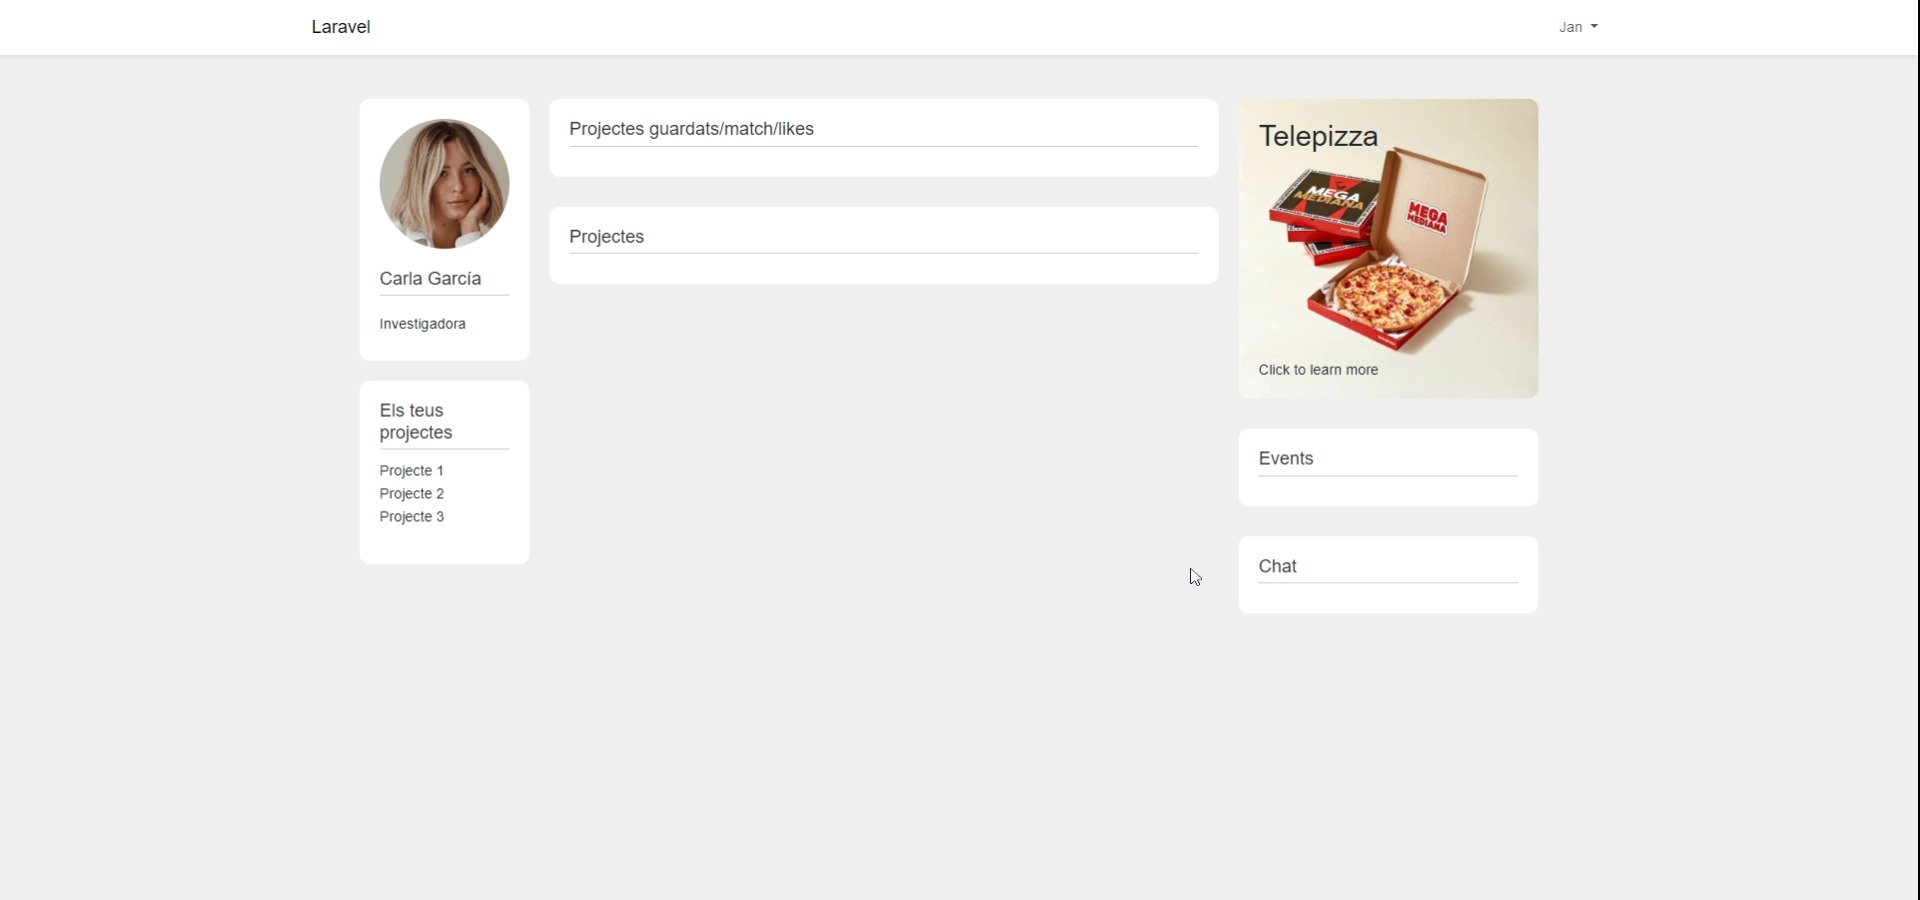 Laravel
Jan
Carla García
Investigadora
Els teus
projectes
Projecte 1
Projecte 2
Projecte 3
Projectes guardats/match/likes
Projectes
Telepizza
MEGA
MEDIANA
MEGA
MEDIANA
Click to learn more
Events
Chat